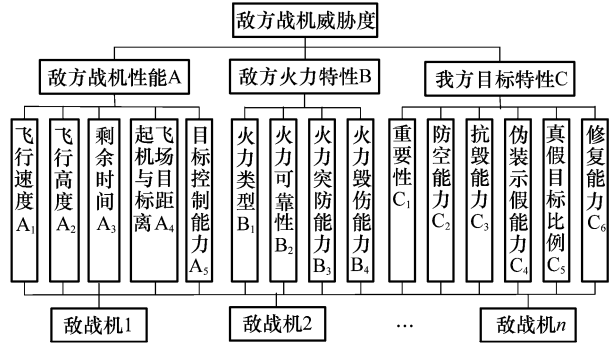 敌方战机威胁度
敌方战机性能A
敌方火力特性B
我方目标特性C
飞行速度A1
飞行高度A2
剩余时间A3
起机与标离
飞场目距A4
目标控制能力A5
火力类型B1
火力可靠性B2
火力突防能力B3
火力毁伤能力B4
重要性C1
防空能力C2
抗毁能力C3
伪装示假能力C4
真假目标比例C5
修复能力C6
敌战机1
敌战机2
…
敌战机n